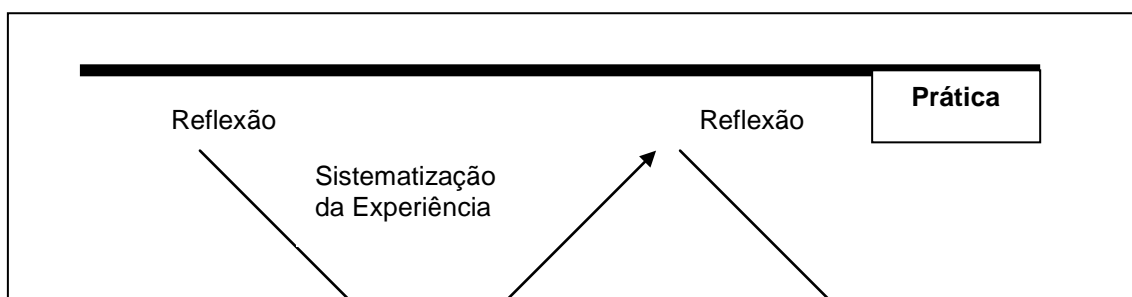 Prática
Reflexão
Reflexão
Sistematização
da Experiência